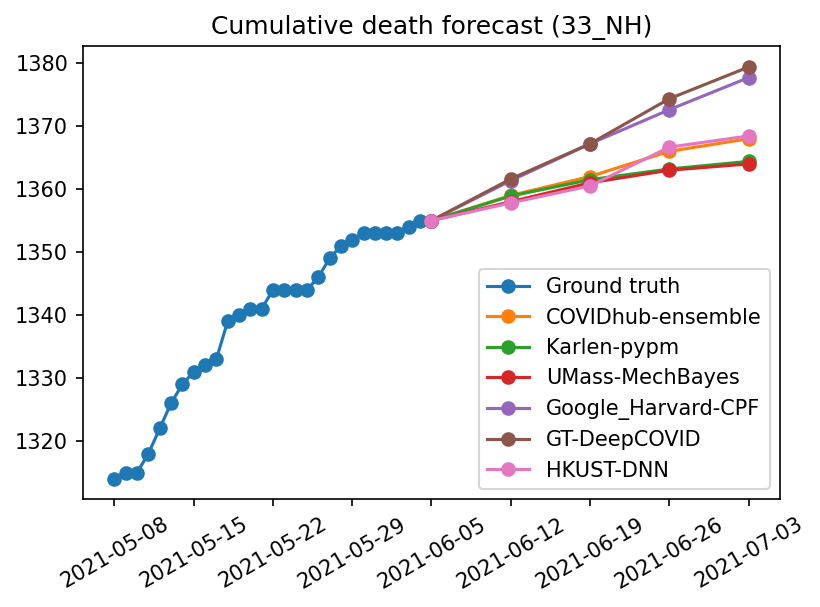 Cumulative death forecast (33_NH)
1380
1370
1360
1350
1340
1330
1320
Ground truth
COVIDhub-ensemble
Karlen-pypm
UMass-MechBayes
Google_Harvard-CPF
GT-DeepCOVID
HKUST-DNN
2021-05-08
2021-05-15
2021-05-22
2021-05-29
2021-06-05
2021-06-12
2021-06-19
2021-06-26
2021-07-03